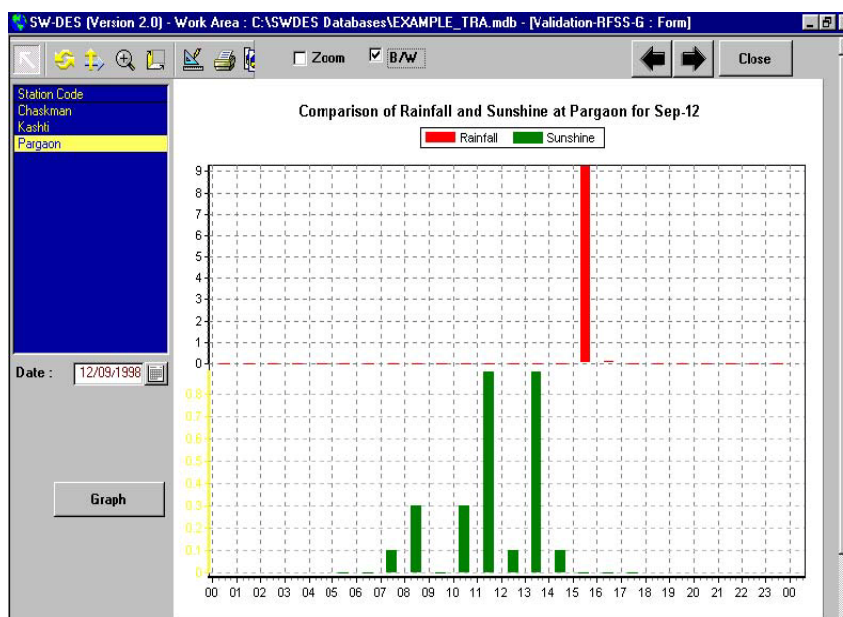 SW-DES (Version 2.0) - Work Area : C:\SWDES Databases\EXAMPLE_TRA.mdb - [Validation-RFSS-G : Form]
Zoom B/W Close
Station Code
Chaskman
Kashti
Pargaon
Date : 12/09/1998
Graph
Comparison of Rainfall and Sunshine at Pargaon for Sep-12
Rainfall Sunshine
9
8
7
6
5
4
3
2
1
0
0.8
0.7
0.6
0.5
0.4
0.3
0.2
0.1
0
00 01 02 03 04 05 06 07 08 09 10 11 12 13 14 15 16 17 18 19 20 21 22 23 00